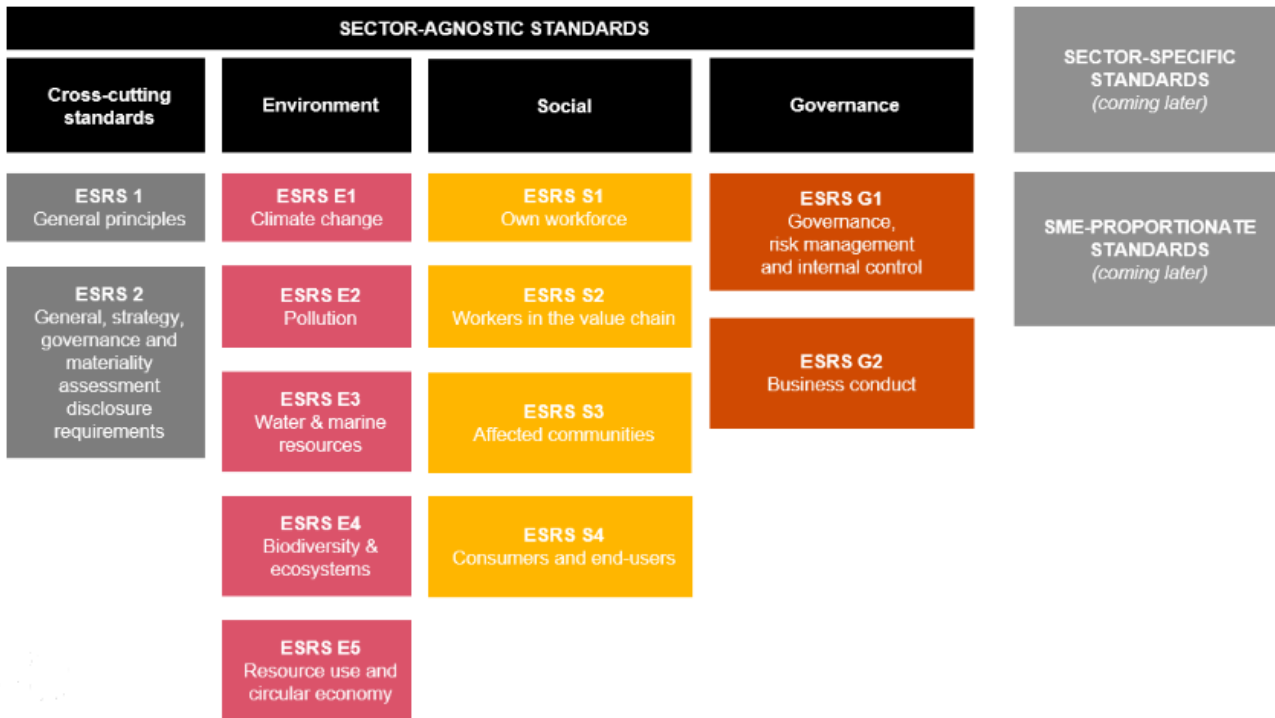 SECTOR-AGNOSTIC STANDARDS
Cross-cutting
standards
Environment
Social
Governance
SECTOR-SPECIFIC
STANDARDS
(coming later)
ESRS 1
General principles
ESRS 2
General, strategy,
governance and
materiality
assessment
disclosure
requirements
ESRS E1
Climate change
ESRS E2
Pollution
ESRS E3
Water & marine
resources
ESRS E4
Biodiversity &
ecosystems
ESRS E5
Resource use and
circular economy
ESRS S1
Own workforce
ESRS S2
Workers in the value chain
ESRS S3
Affected communities
ESRS S4
Consumers and end-users
ESRS G1
Governance,
risk management
and internal control
ESRS G2
Business conduct
SME-PROPORTIONATE
STANDARDS
(coming later)